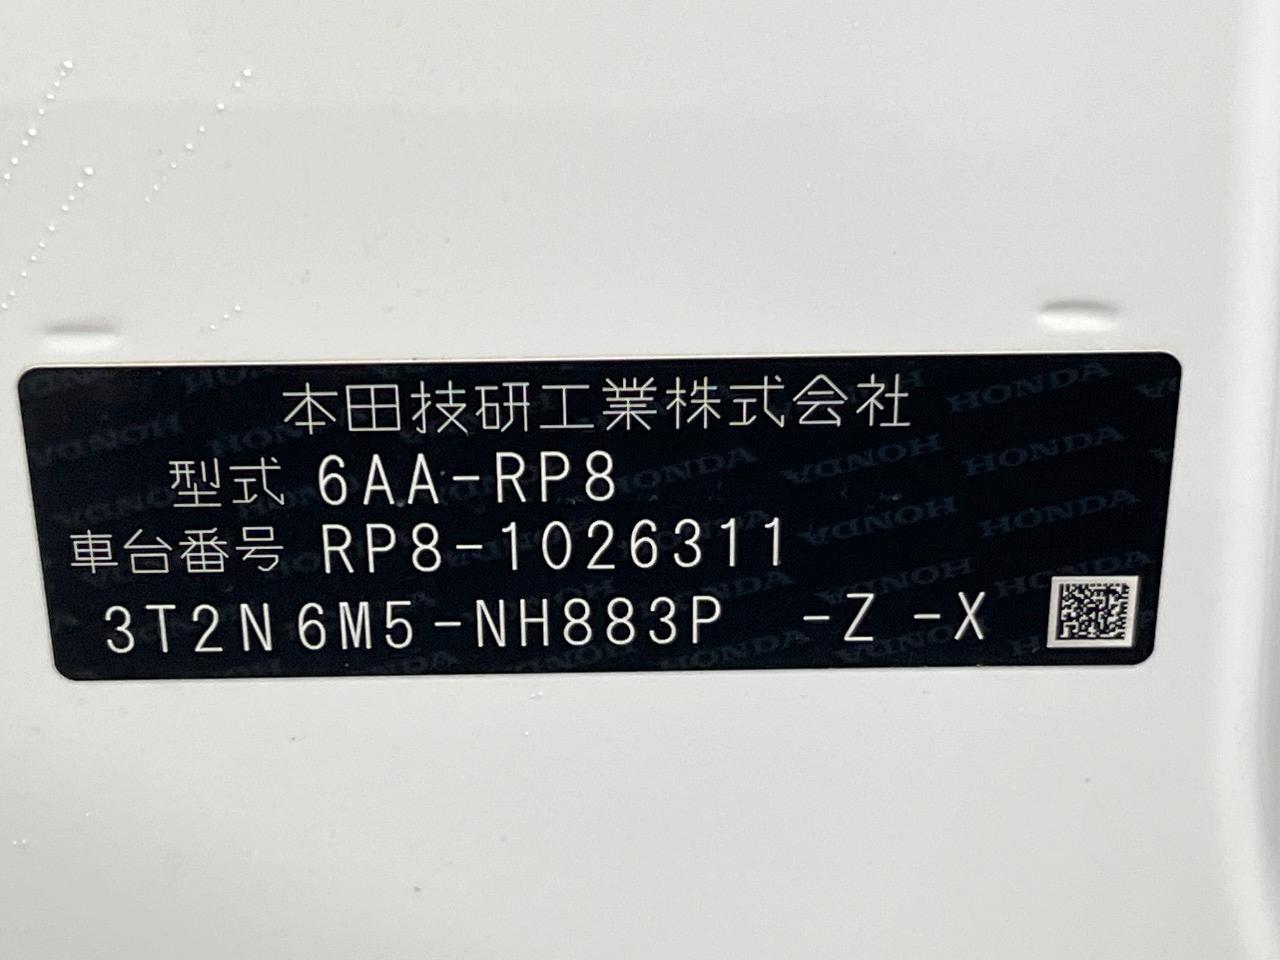 本田技研工業株式会社
型式 6AA-RP8
車台番号 RP8-1026311
3T2N6M5-NH883P -Z -X